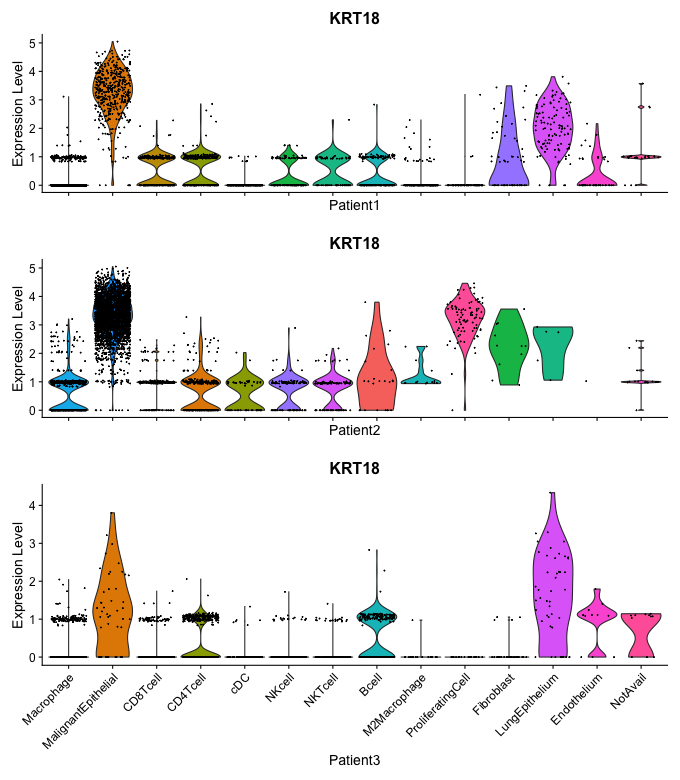 KRT18
Expression Level
5
4
3
2
1
0
Patient1
KRT18
Expression Level
5
4
3
2
1
0
Patient2
KRT18
Expression Level
4
3
2
1
0
Macrophage
MalignantEpithelial
CD8Tcell
CD4Tcell
cDC
NKcell
NKTcell
Bcell
M2Macrophage
ProliferatingCell
Fibroblast
LungEpithelium
Endothelium
NotAvail
Patient3